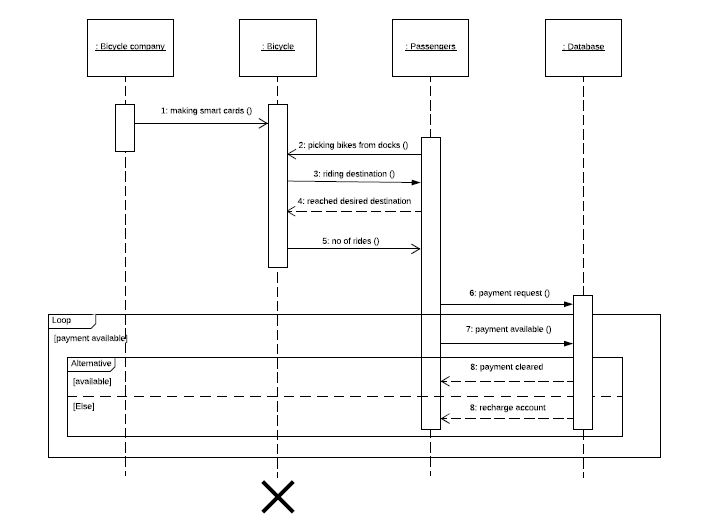 : Bicycle company
: Bicycle
: Passengers
: Database
1: making smart cards ()
2: picking bikes from docks ()
3: riding destination ()
4: reached desired destination
5: no of rides ()
6: payment request ()
Loop
7: payment available ()
[payment available]
Alternative
8: payment cleared
[available]
[Else]
8: recharge account